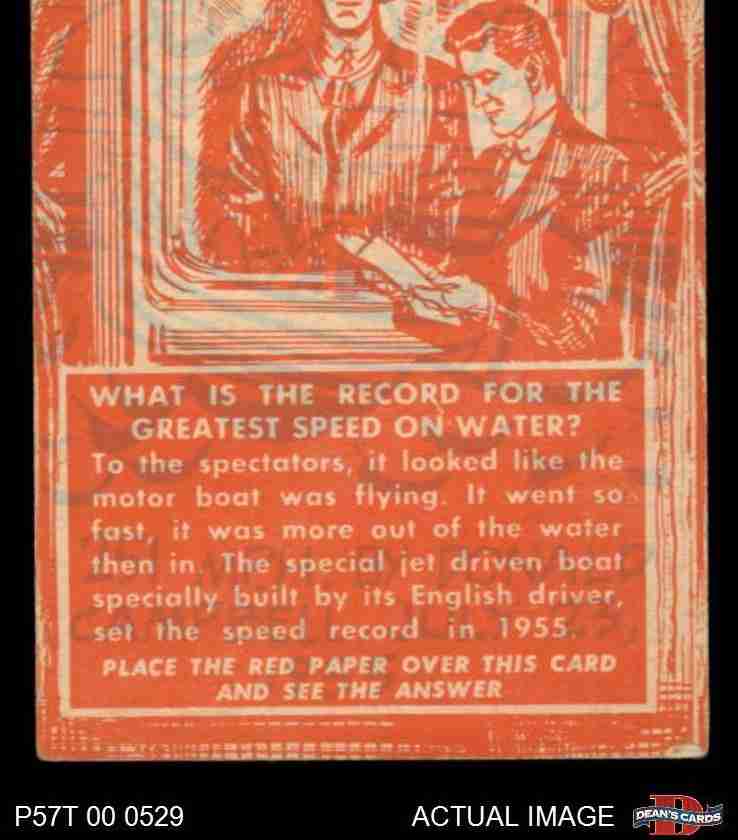 WHAT IS THE RECORD FOR THE
GREATEST SPEED ON WATER?
To the spectators, it looked like the
motor boat was flying. It went so
fast, it was more out of the water
then in. The special jet driven boat
specially built by its English driver,
set the speed record in 1955.
PLACE THE RED PAPER OVER THIS CARD
AND SEE THE ANSWER
P57T 00 0529
ACTUAL IMAGE
DEAN'S CARDS